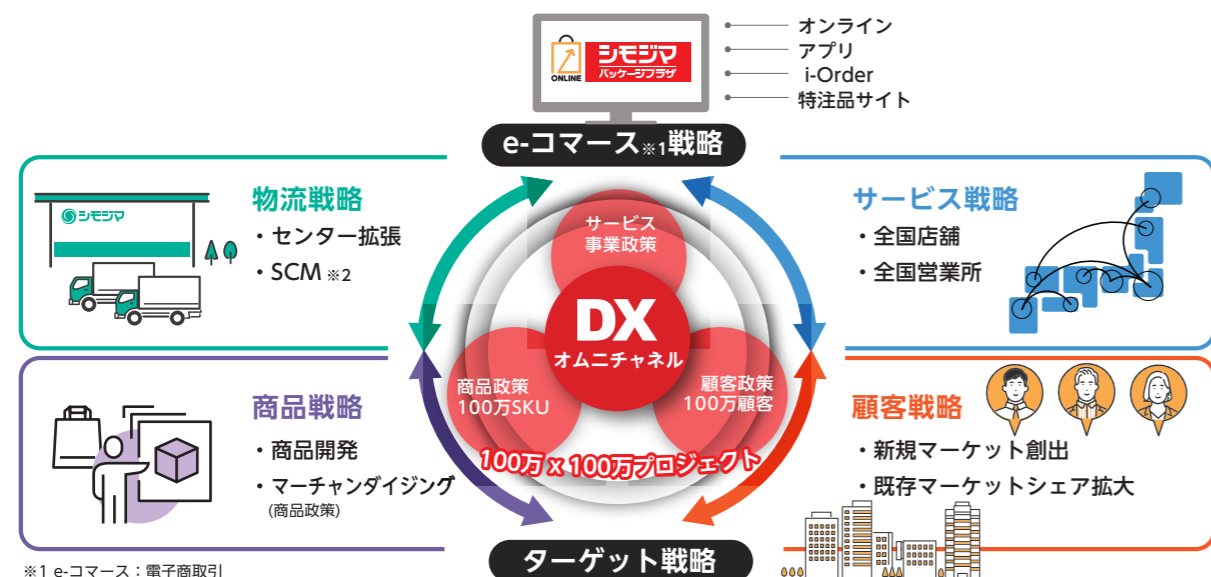 ONLINE
シモジマ
パッケージプラザ
オンライン
アプリ
i-Order
特注品サイト
e-コマース※1戦略
シモジマ
物流戦略
・センター拡張
・SCM ※2
サービス戦略
・全国店舗
・全国営業所
サービス
事業政策
DX
オムニチャネル
商品政策
100万SKU
顧客政策
100万顧客
100万 x 100万プロジェクト
商品戦略
・商品開発
・マーチャンダイジング
(商品政策)
顧客戦略
・新規マーケット創出
・既存マーケットシェア拡大
ターゲット戦略
※1 e-コマース：電子商取引